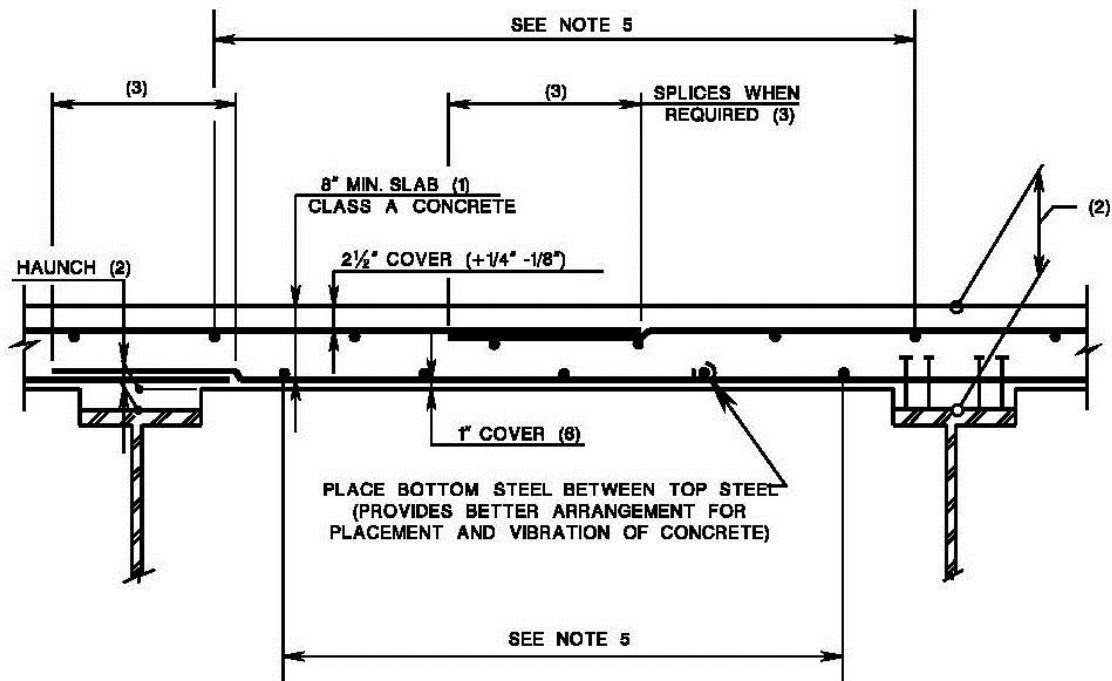 SEE NOTE 5
(3)
(3)
SPLICES WHEN
REQUIRED (3)
8" MIN. SLAB (1)
CLASS A CONCRETE
(2)
2½" COVER (+1/4" -1/8")
HAUNCH (2)
1" COVER (6)
PLACE BOTTOM STEEL BETWEEN TOP STEEL
(PROVIDES BETTER ARRANGEMENT FOR
PLACEMENT AND VIBRATION OF CONCRETE)
SEE NOTE 5